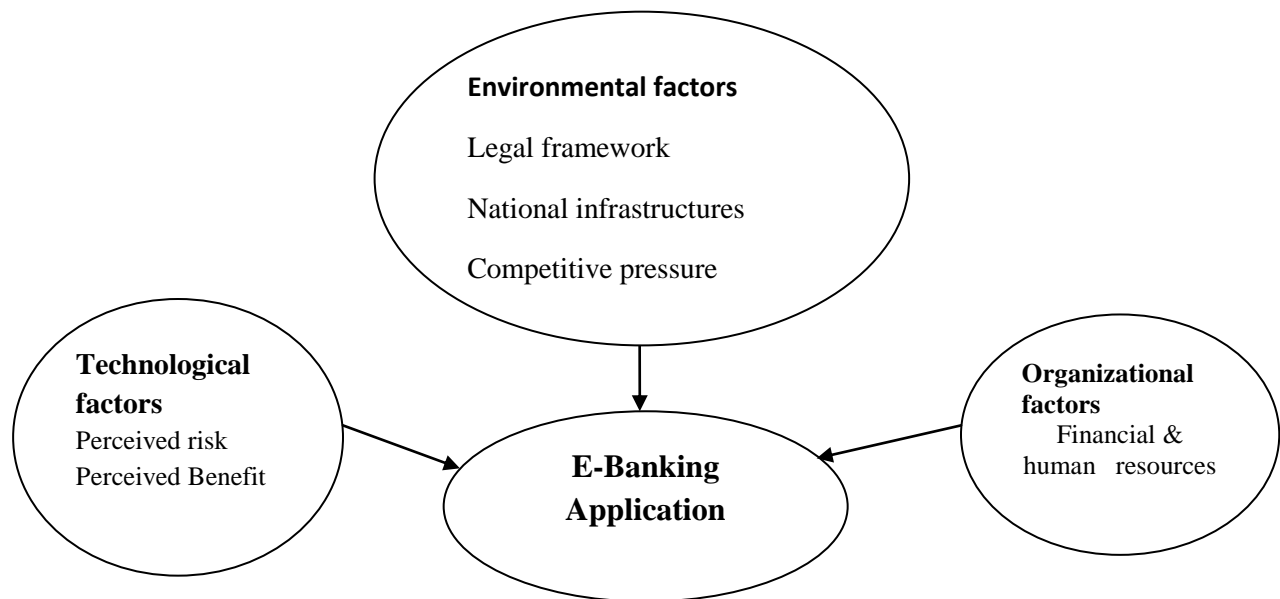 Environmental factors
Legal framework
National infrastructures
Competitive pressure
Technological
factors
Perceived risk
Perceived Benefit
Organizational
factors
Financial &
human resources
E-Banking
Application